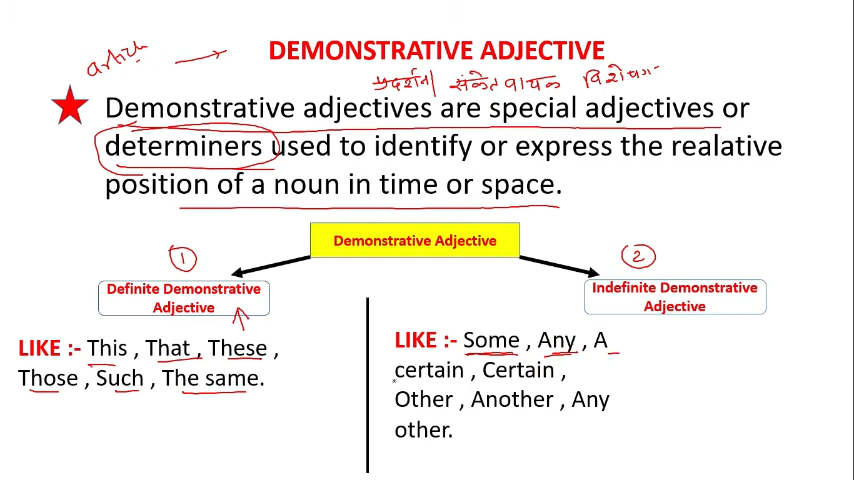 article → DEMONSTRATIVE ADJECTIVE
प्रदर्शन| संकेतवाचक विशेषण
Demonstrative adjectives are special adjectives or
determiners used to identify or express the realative
position of a noun in time or space.
Demonstrative Adjective
1 2
Definite Demonstrative
Adjective
Indefinite Demonstrative
Adjective
LIKE :- This , That , These ,
Those , Such , The same.
LIKE :- Some , Any , A
certain , Certain ,
Other , Another , Any
other.